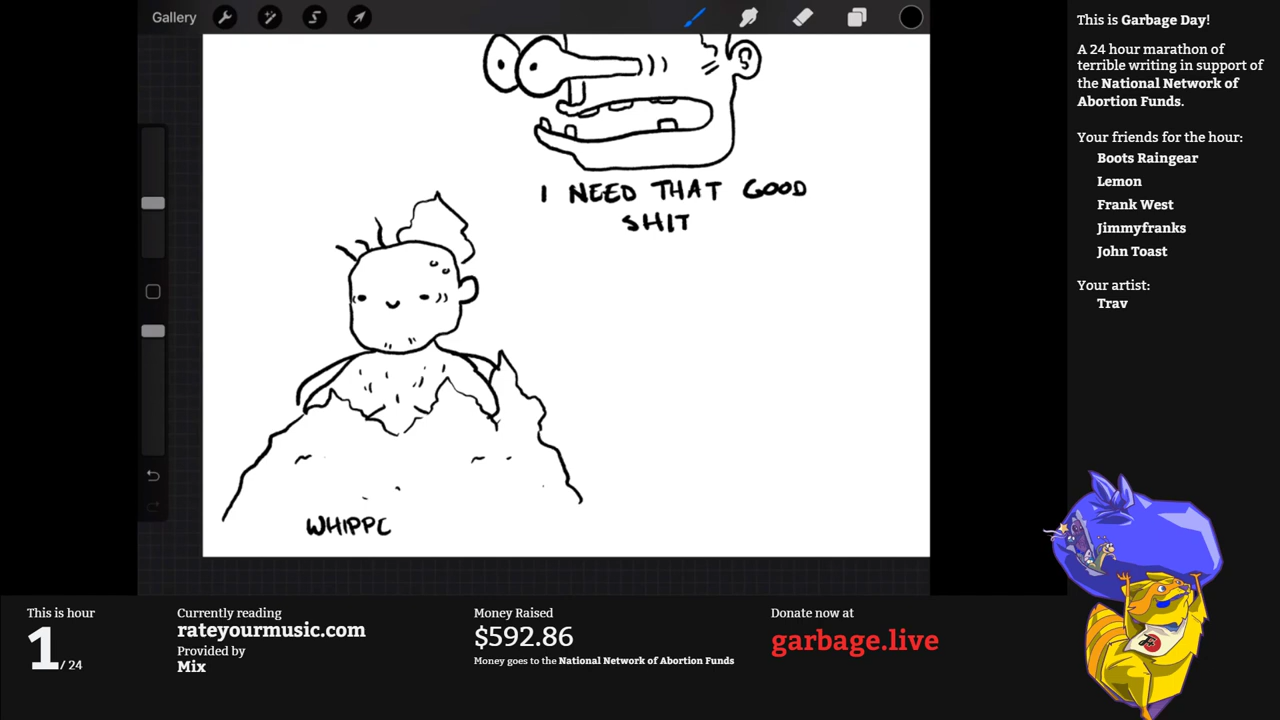 Gallery
I NEED THAT GOOD
SHIT
WHIPPC
This is Garbage Day!
A 24 hour marathon of
terrible writing in support of
the National Network of
Abortion Funds.
Your friends for the hour:
Boots Raingear
Lemon
Frank West
Jimmyfranks
John Toast
Your artist:
Trav
This is hour
1 / 24
Currently reading
rateyourmusic.com
Provided by
Mix
Money Raised
$592.86
Money goes to the National Network of Abortion Funds
Donate now at
garbage.live